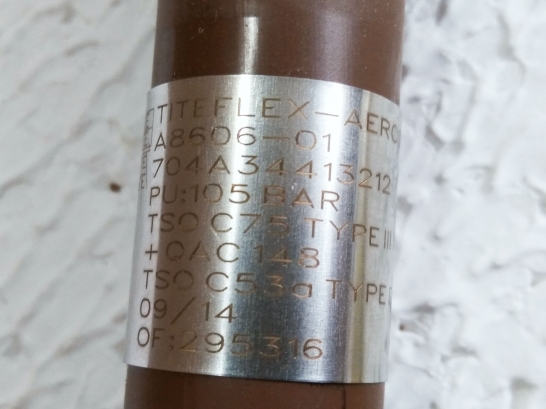 TITEFLEX-AERO
A8606-01
704A34413212
PU:105 BAR
TSO C75 TYPE III
+QAC 148
TSO C53a TYPE
09/14
OF:295316